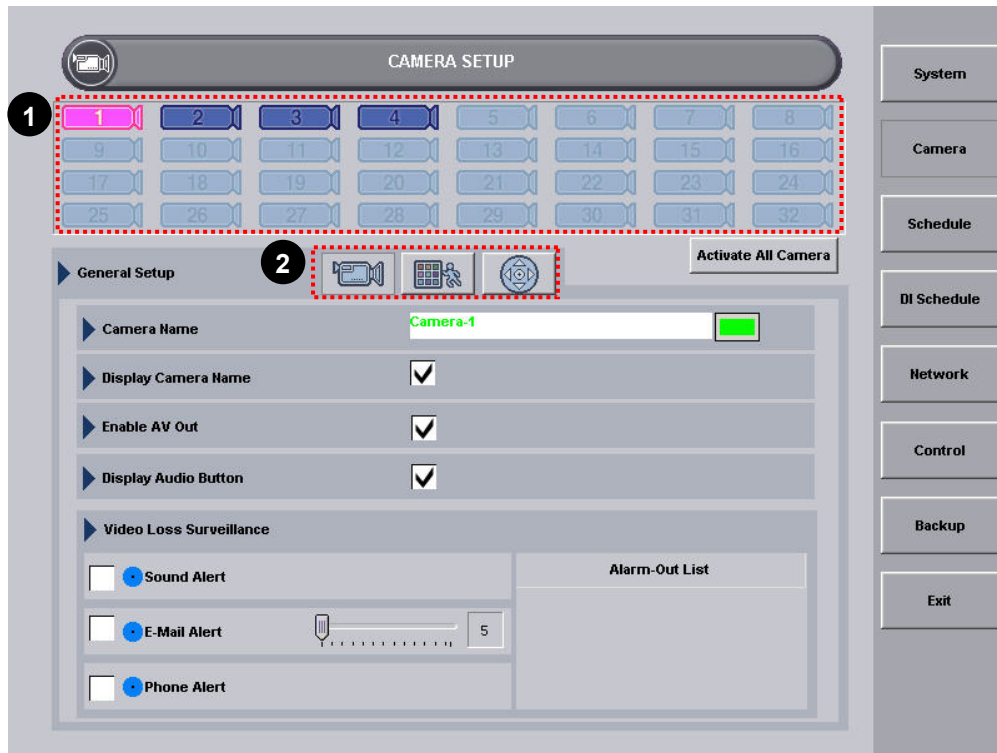 CAMERA SETUP
1
1 2 3 4 5 6 7 8
9 10 11 12 13 14 15 16
17 18 19 20 21 22 23 24
25 26 27 28 29 30 31 32
Activate All Camera
General Setup
2
Camera Name
Camera-1
Display Camera Name
Enable AV Out
Display Audio Button
Video Loss Surveillance
Sound Alert
Alarm-Out List
E-Mail Alert
5
Phone Alert
System
Camera
Schedule
DI Schedule
Network
Control
Backup
Exit